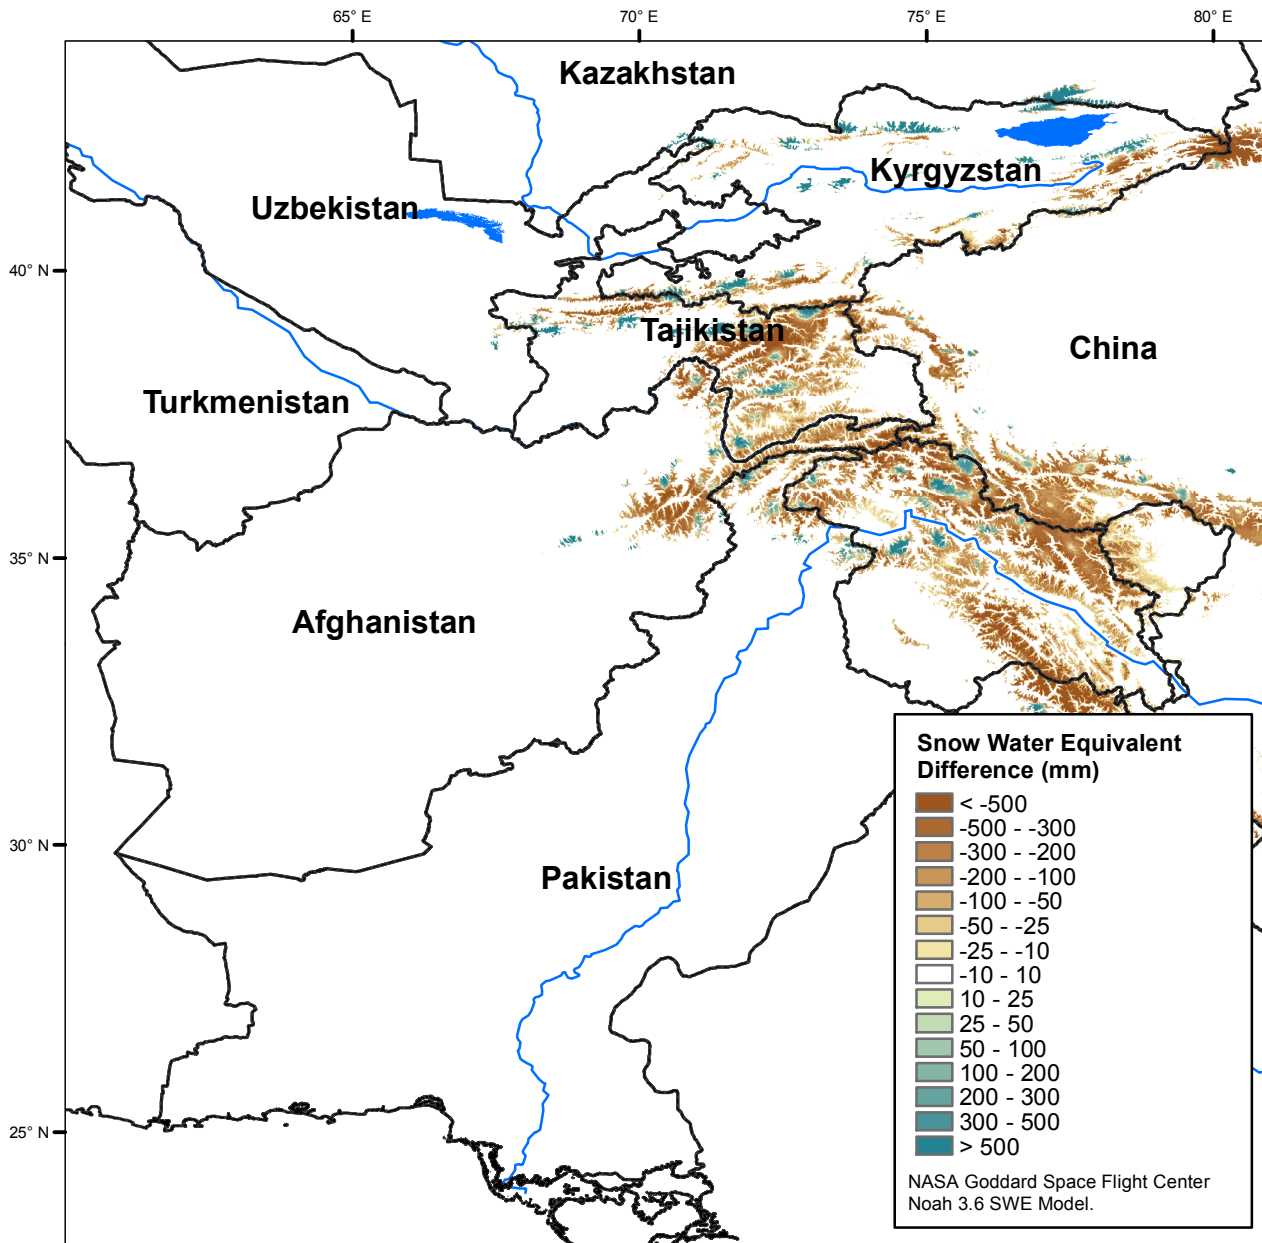 65° E
70° E
75° E
80° E
Kazakhstan
Kyrgyzstan
Uzbekistan
40° N
Tajikistan
China
Turkmenistan
35° N
Afghanistan
30° N
Pakistan
25° N
Snow Water Equivalent
Difference (mm)
< -500
-500 - -300
-300 - -200
-200 - -100
-100 - -50
-50 - -25
-25 - -10
-10 - 10
10 - 25
25 - 50
50 - 100
100 - 200
200 - 300
300 - 500
> 500
NASA Goddard Space Flight Center
Noah 3.6 SWE Model.